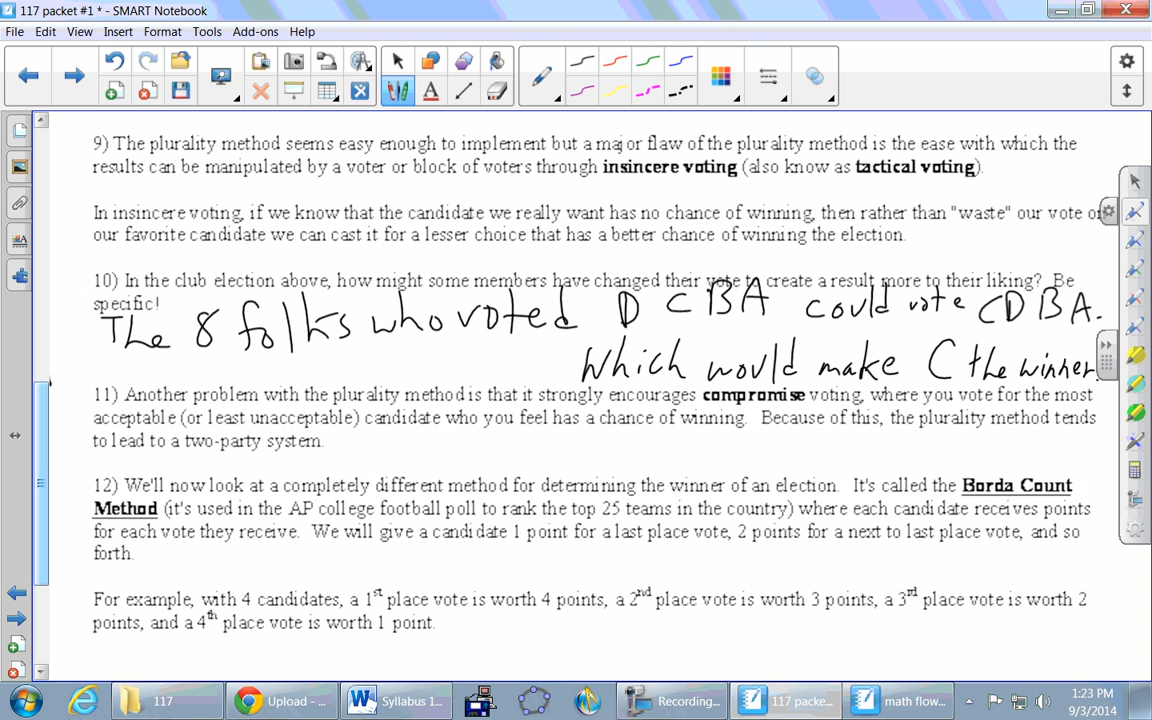 117 packet #1 * - SMART Notebook
File Edit View Insert Format Tools Add-ons Help
9) The plurality method seems easy enough to implement but a major flaw of the plurality method is the ease with which the
results can be manipulated by a voter or block of voters through insincere voting (also known as tactical voting).
In insincere voting, if we know that the candidate we really want has no chance of winning, then rather than "waste" our vote
our favorite candidate we can cast it for a lesser choice that has a better chance of winning the election.
10) In the club election above, how might some members have changed their vote to create a result more to their liking? Be
specific!
The 8 folks who voted D C B A could vote C D B A.
Which would make C the winner.
11) Another problem with the plurality method is that it strongly encourages compromise voting, where you vote for the most
acceptable (or least unacceptable) candidate who you feel has a chance of winning. Because of this, the plurality method tends
to lead to a two-party system.
12) We'll now look at a completely different method for determining the winner of an election. It's called the Borda Count
Method (it's used in the AP college football poll to rank the top 25 teams in the country) where each candidate receives points
for each vote they receive. We will give a candidate 1 point for a last place vote, 2 points for a next to last place vote, and so
forth.
For example, with 4 candidates, a 1st place vote is worth 4 points, a 2nd place vote is worth 3 points, a 3rd place vote is worth 2
points, and a 4th place vote is worth 1 point.
117 Upload - ... Syllabus 1... Recording... 117 packe... math flow...
1:23 PM
9/3/2014